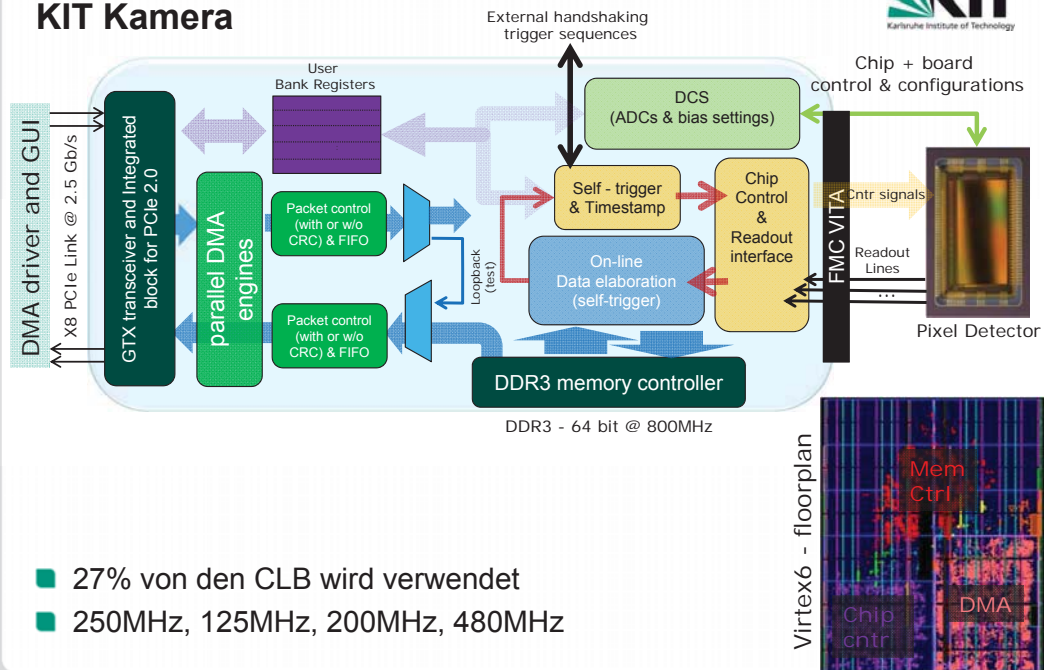 KIT Kamera
KIT
Karlsruhe Institute of Technology
External handshaking
trigger sequences
User
Bank Registers
Chip + board
control & configurations
DCS
(ADCs & bias settings)
DMA driver and GUI
X8 PCIe Link @ 2.5 Gb/s
GTX transceiver and Integrated
block for PCIe 2.0
parallel DMA
engines
Packet control
(with or w/o
CRC) & FIFO
Loopback
(test)
Packet control
(with or w/o
CRC) & FIFO
Self - trigger
& Timestamp
On-line
Data elaboration
(self-trigger)
Chip
Control
&
Readout
interface
FMC VITA
Cntr signals
Readout
Lines
...
Pixel Detector
DDR3 memory controller
DDR3 - 64 bit @ 800MHz
Virtex6 - floorplan
Mem
Ctrl
DMA
Chip
cntr
27% von den CLB wird verwendet
250MHz, 125MHz, 200MHz, 480MHz